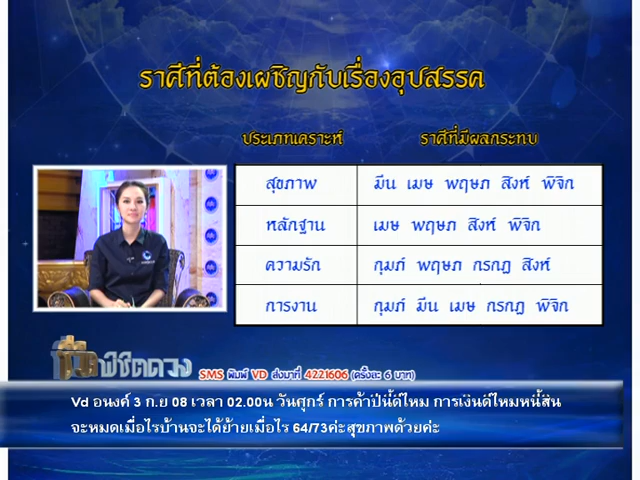 ราศีที่ต้องเผชิญกับเรื่องอุปสรรค
ประเภทเคราะห์ ราศีที่มีผลกระทบ
สุขภาพ มีน เมษ พฤษภ สิงห์ พิจิก
หลักฐาน เมษ พฤษภ สิงห์ พิจิก
ความรัก กุมภ์ พฤษภ กรกฎ สิงห์
การงาน กุมภ์ มีน เมษ กรกฎ พิจิก
พิชิตดวง
SMS พิมพ์ VD ส่งมาที่ 4221606 (ครั้งละ 6 บาท)
Vd อนงค์ 3 ก.ย 08 เวลา 02.00น วันศุกร์ การค้าปีนี้ดีไหม การเงินดีไหมหนี้สิน
จะหมดเมื่อไรบ้านจะได้ย้ายเมื่อไร 64/73ค่ะสุขภาพด้วยค่ะ